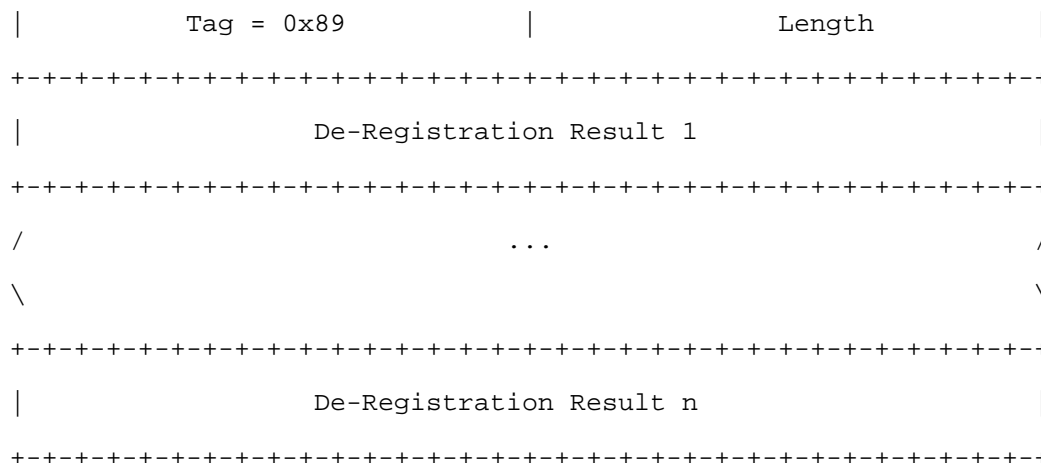 |          Tag = 0x89           |               Length          |
+-+-+-+-+-+-+-+-+-+-+-+-+-+-+-+-+-+-+-+-+-+-+-+-+-+-+-+-+-+-+-+--
|                  De-Registration Result 1                     |
+-+-+-+-+-+-+-+-+-+-+-+-+-+-+-+-+-+-+-+-+-+-+-+-+-+-+-+-+-+-+-+--
/                              ...                              /
\                                                               \
+-+-+-+-+-+-+-+-+-+-+-+-+-+-+-+-+-+-+-+-+-+-+-+-+-+-+-+-+-+-+-+--
|                  De-Registration Result n                     |
+-+-+-+-+-+-+-+-+-+-+-+-+-+-+-+-+-+-+-+-+-+-+-+-+-+-+-+-+-+-+-+--